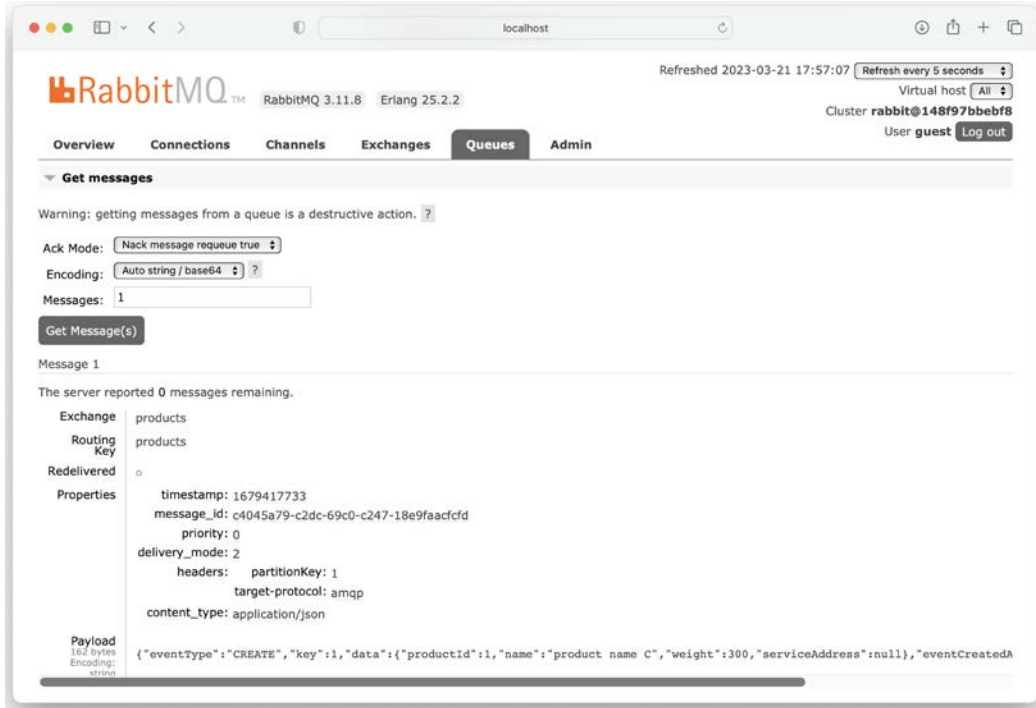 localhost
RabbitMQ TM RabbitMQ 3.11.8 Erlang 25.2.2
Refreshed 2023-03-21 17:57:07 Refresh every 5 seconds
Virtual host All
Cluster rabbit@148f97bbebf8
User guest Log out
Overview Connections Channels Exchanges Queues Admin
Get messages
Warning: getting messages from a queue is a destructive action. ?
Ack Mode: Nack message requeue true
Encoding: Auto string / base64 ?
Messages: 1
Get Message(s)
Message 1
The server reported 0 messages remaining.
Exchange products
Routing Key products
Redelivered ○
Properties timestamp: 1679417733
message_id: c4045a79-c2dc-69c0-c247-18e9faacfcfd
priority: 0
delivery_mode: 2
headers: partitionKey: 1
target-protocol: amqp
content_type: application/json
Payload
162 bytes
Encoding: string
{"eventType":"CREATE","key":1,"data":{"productId":1,"name":"product name C","weight":300,"serviceAddress":null},"eventCreatedA